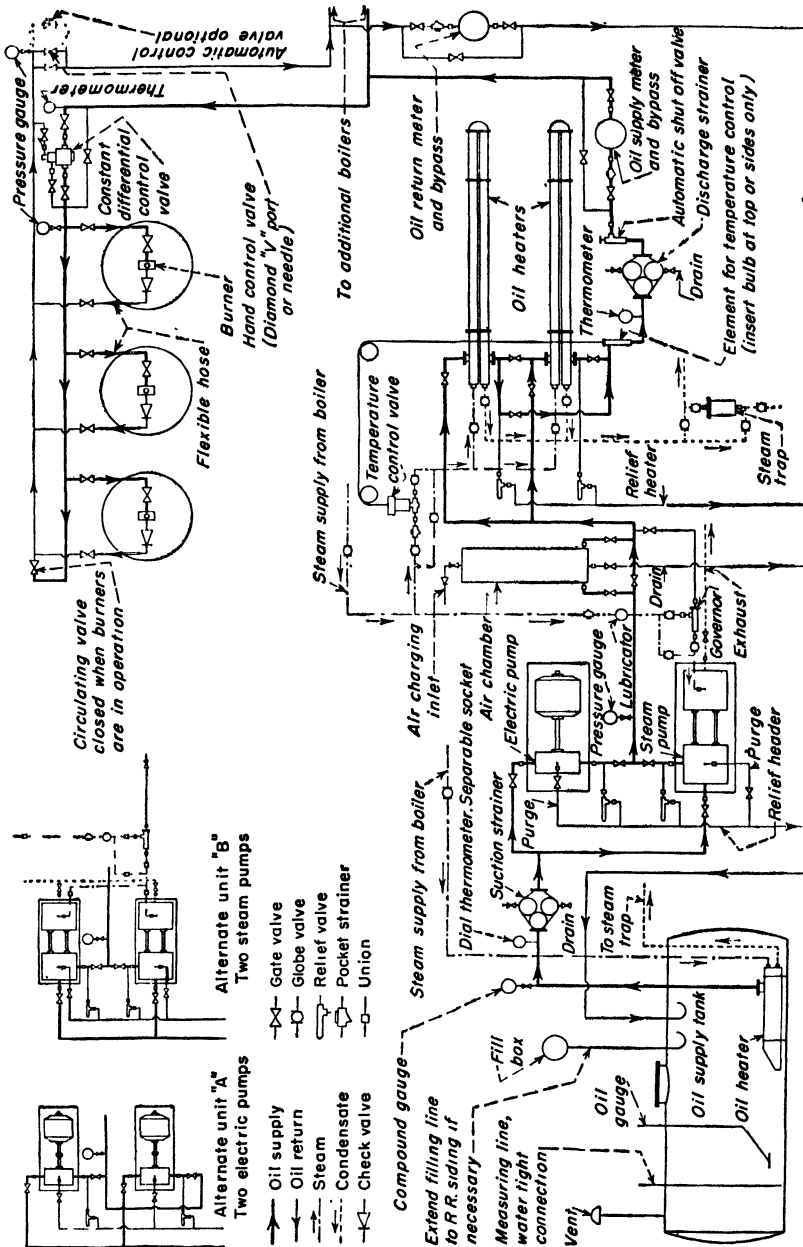 Pressure gauge
Thermometer
Automatic control
valve optional
Constant
differential
control
valve
Burner
Hand control valve
(Diamond "V" port
or needle)
Flexible hose
Circulating valve
closed when burners
are in operation
To additional boilers
Oil return meter
and bypass
Oil heaters
Oil supply meter
and bypass
Automatic shut off valve
Discharge strainer
Thermometer
Drain
Element for temperature control
(insert bulb at top or sides only)
Temperature
control valve
Steam supply from boiler
Relief
heater
Steam
trap
Air charging
inlet
Air chamber
Drain
Governor
Exhaust
Lubricator
Pressure gauge
Electric pump
Steam
pump
Purge
Relief header
Purge
Suction strainer
Drain
Dial thermometer. Separable socket
Steam supply from boiler
Compound gauge
To steam
trap
Fill
box
Extend filling line
to R R. siding if
necessary
Measuring line,
water tight
connection
Vent
Oil
gauge
Oil supply tank
Oil heater
Alternate unit "A"
Two electric pumps
Alternate unit "B"
Two steam pumps
Oil supply
Oil return
Steam
Condensate
Check valve
Gate valve
Globe valve
Relief valve
Pocket strainer
Union